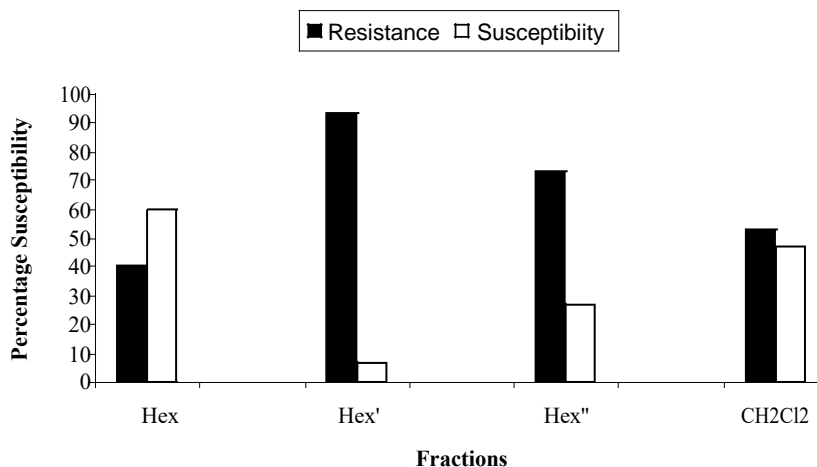 Resistance Susceptibiity
Percentage Susceptibility
100
90
80
70
60
50
40
30
20
10
0
Hex Hex' Hex" CH2Cl2
Fractions